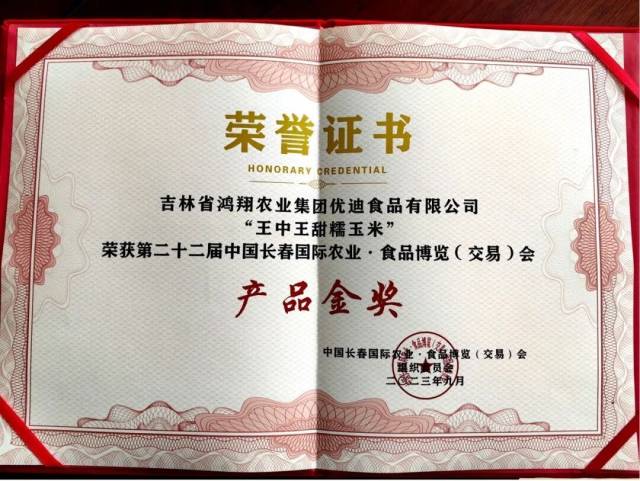 荣誉证书
HONORARY CREDENTIAL
吉林省鸿翔农业集团优迪食品有限公司
“王中王甜糯玉米”
荣获第二十二届中国长春国际农业·食品博览（交易）会
产品金奖
中国长春国际农业·食品博览（交易）会
组织委员会
二〇二三年九月